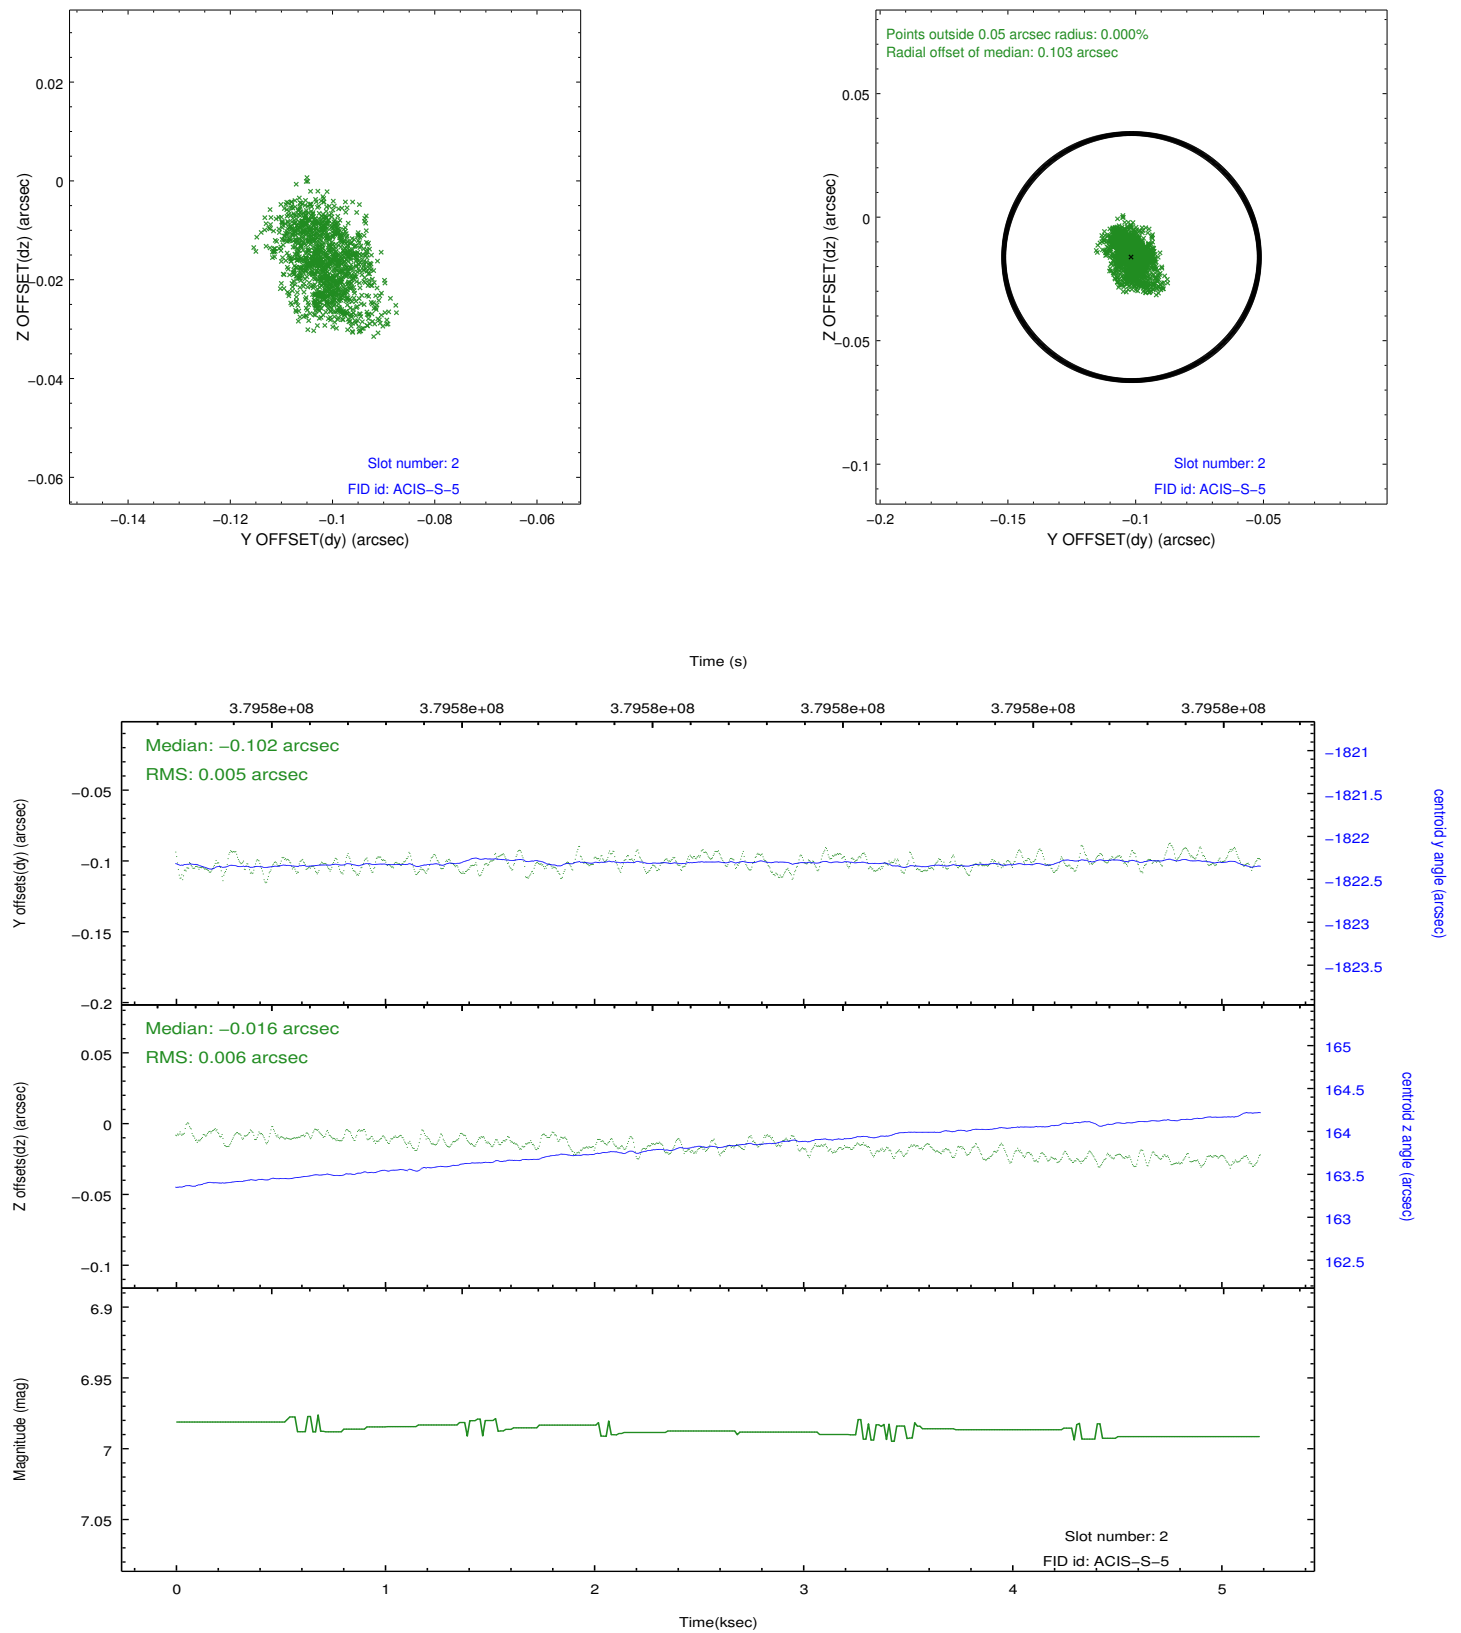 0.02
0
−0.02
−0.04
−0.06
Z OFFSET(dz) (arcsec)
Slot number: 2
FID id: ACIS−S−5
−0.14
−0.12
−0.1
−0.08
−0.06
Y OFFSET(dy) (arcsec)
Points outside 0.05 arcsec radius: 0.000%
Radial offset of median: 0.103 arcsec
0.05
0
−0.05
−0.1
Z OFFSET(dz) (arcsec)
Slot number: 2
FID id: ACIS−S−5
−0.2
−0.15
−0.1
−0.05
Y OFFSET(dy) (arcsec)
Time (s)
3.7958e+08
3.7958e+08
3.7958e+08
3.7958e+08
3.7958e+08
3.7958e+08
Median: −0.102 arcsec
RMS: 0.005 arcsec
−0.05
−0.1
−0.15
−0.2
Y offsets(dy) (arcsec)
−1821
−1821.5
−1822
−1822.5
−1823
−1823.5
centroid y angle (arcsec)
Median: −0.016 arcsec
RMS: 0.006 arcsec
0.05
0
−0.05
−0.1
Z offsets(dz) (arcsec)
165
164.5
164
163.5
163
162.5
centroid z angle (arcsec)
6.9
6.95
7
7.05
Magnitude (mag)
Slot number: 2
FID id: ACIS−S−5
0
1
2
3
4
5
Time(ksec)